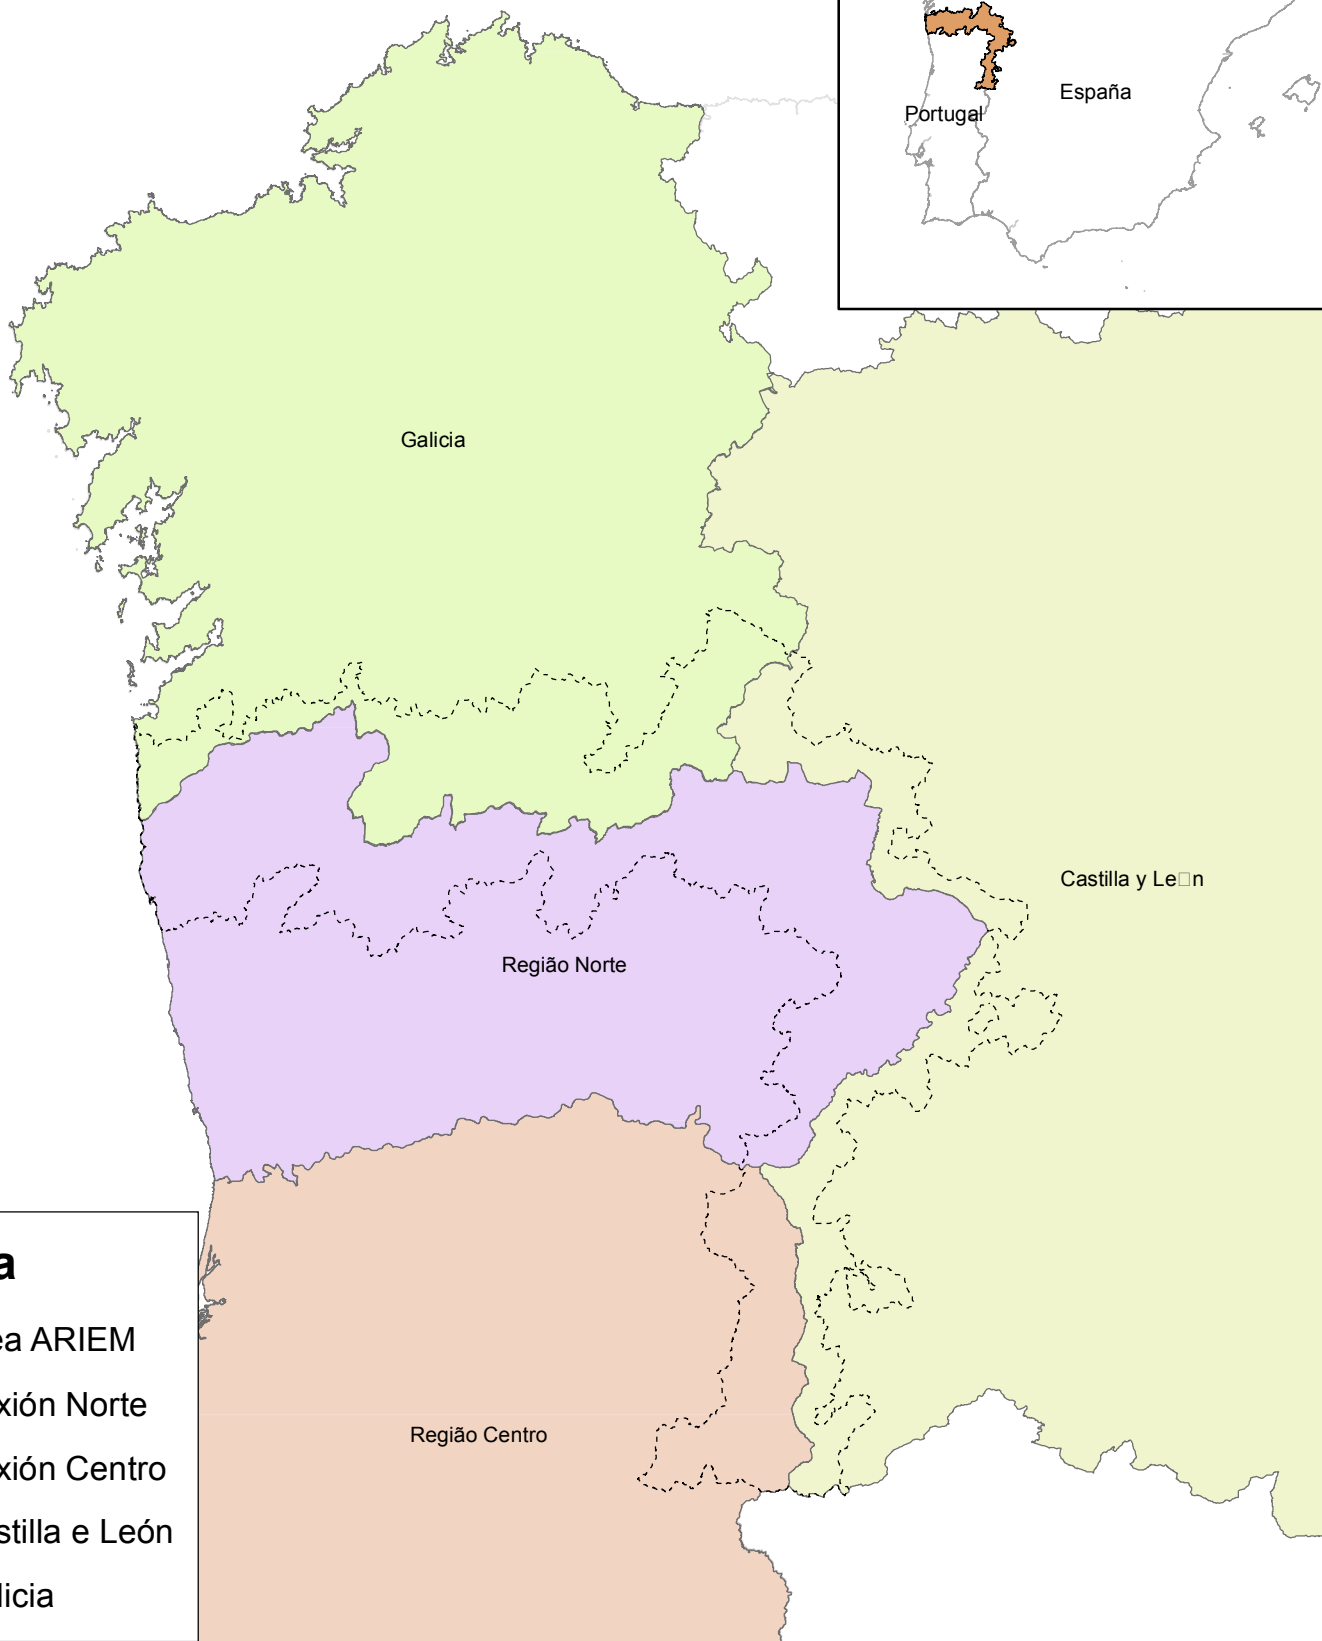 España
Portugal
Galicia
Castilla y Le□n
Região Norte
Região Centro
a
ea ARIEM
xión Norte
xión Centro
stilla e León
licia